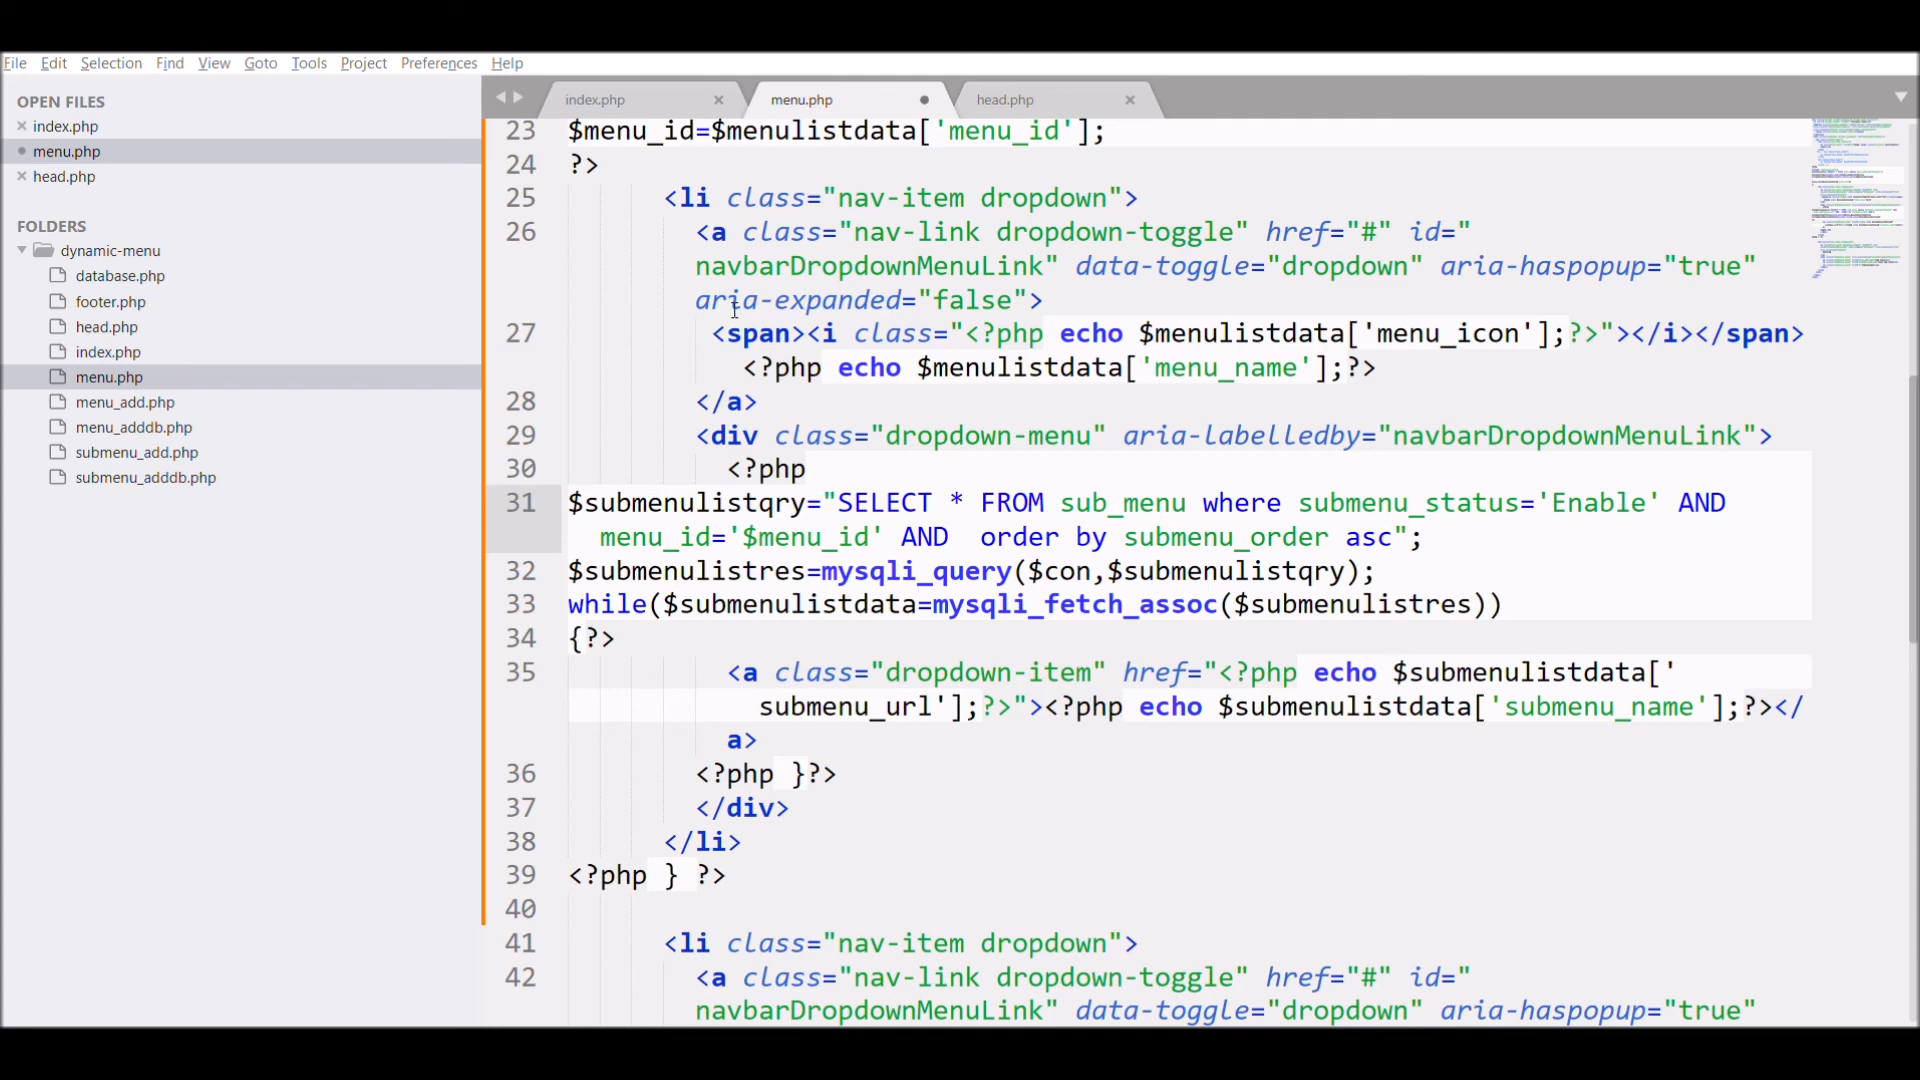 File Edit Selection Find View Goto Tools Project Preferences Help
OPEN FILES
index.php
menu.php
head.php
FOLDERS
dynamic-menu
database.php
footer.php
head.php
index.php
menu.php
menu_add.php
menu_adddb.php
submenu_add.php
submenu_adddb.php
index.php menu.php head.php
23 $menu_id=$menulistdata['menu_id'];
24 ?>
25 <li class="nav-item dropdown">
26 <a class="nav-link dropdown-toggle" href="#" id="
navbarDropdownMenuLink" data-toggle="dropdown" aria-haspopup="true"
aria-expanded="false">
27 <span><i class="<?php echo $menulistdata['menu_icon'];?>"></i></span>
<?php echo $menulistdata['menu_name'];?>
28 </a>
29 <div class="dropdown-menu" aria-labelledby="navbarDropdownMenuLink">
30 <?php
31 $submenulistqry="SELECT * FROM sub_menu where submenu_status='Enable' AND
menu_id='$menu_id' AND  order by submenu_order asc";
32 $submenulistres=mysqli_query($con,$submenulistqry);
33 while($submenulistdata=mysqli_fetch_assoc($submenulistres))
34 {?>
35 <a class="dropdown-item" href="<?php echo $submenulistdata['
submenu_url'];?>"><?php echo $submenulistdata['submenu_name'];?></
a>
36 <?php }?>
37 </div>
38 </li>
39 <?php } ?>
40
41 <li class="nav-item dropdown">
42 <a class="nav-link dropdown-toggle" href="#" id="
navbarDropdownMenuLink" data-toggle="dropdown" aria-haspopup="true"